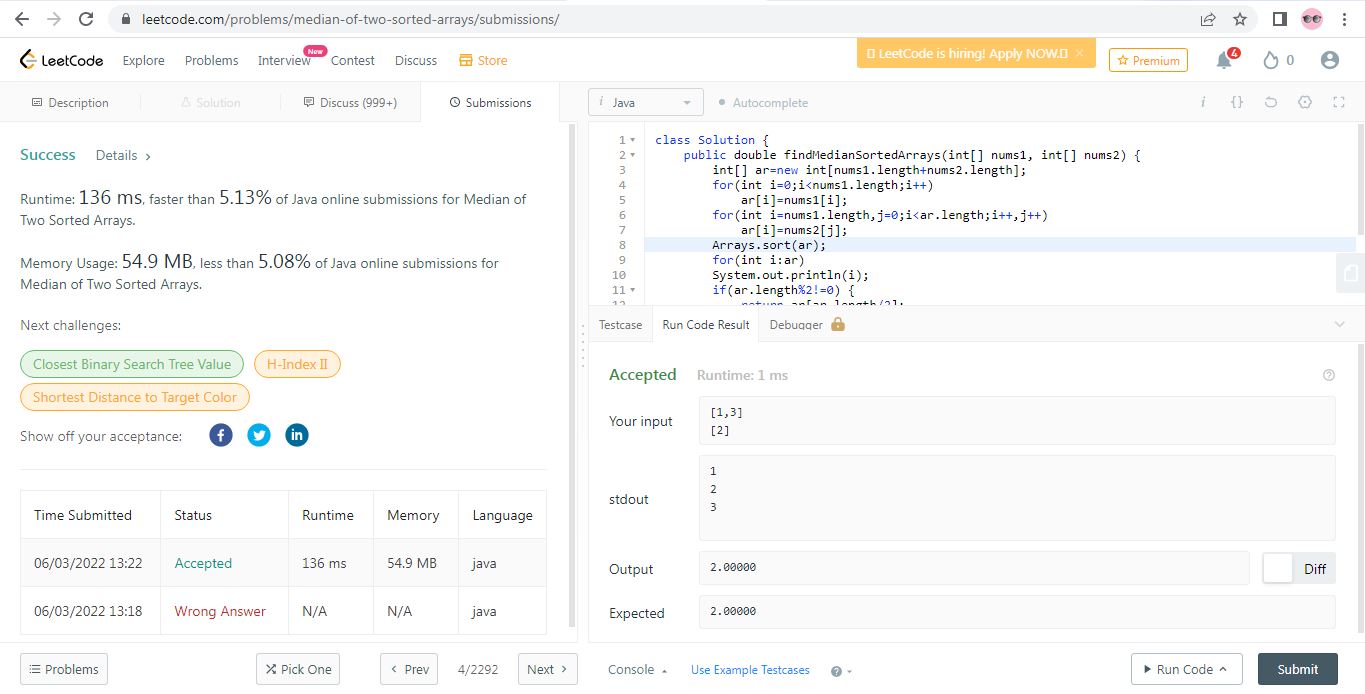 leetcode.com/problems/median-of-two-sorted-arrays/submissions/
LeetCode Explore Problems Interview New Contest Discuss Store
LeetCode is hiring! Apply NOW. × Premium 4 0
Description Solution Discuss (999+) Submissions
i Java Autocomplete
Success Details >
Runtime: 136 ms, faster than 5.13% of Java online submissions for Median of
Two Sorted Arrays.
Memory Usage: 54.9 MB, less than 5.08% of Java online submissions for
Median of Two Sorted Arrays.
Next challenges:
Closest Binary Search Tree Value H-Index II
Shortest Distance to Target Color
Show off your acceptance:
Time Submitted Status Runtime Memory Language
06/03/2022 13:22 Accepted 136 ms 54.9 MB java
06/03/2022 13:18 Wrong Answer N/A N/A java
1 class Solution {
2 public double findMedianSortedArrays(int[] nums1, int[] nums2) {
3 int[] ar=new int[nums1.length+nums2.length];
4 for(int i=0;i<nums1.length;i++)
5 ar[i]=nums1[i];
6 for(int i=nums1.length,j=0;i<ar.length;i++,j++)
7 ar[i]=nums2[j];
8 Arrays.sort(ar);
9 for(int i:ar)
10 System.out.println(i);
11 if(ar.length%2!=0) {
12 return ar[ar.length/2];
Testcase Run Code Result Debugger
Accepted Runtime: 1 ms
Your input
[1,3]
[2]
stdout
1
2
3
Output 2.00000 Diff
Expected 2.00000
Problems Pick One < Prev 4/2292 Next >
Console Use Example Testcases ? Run Code Submit